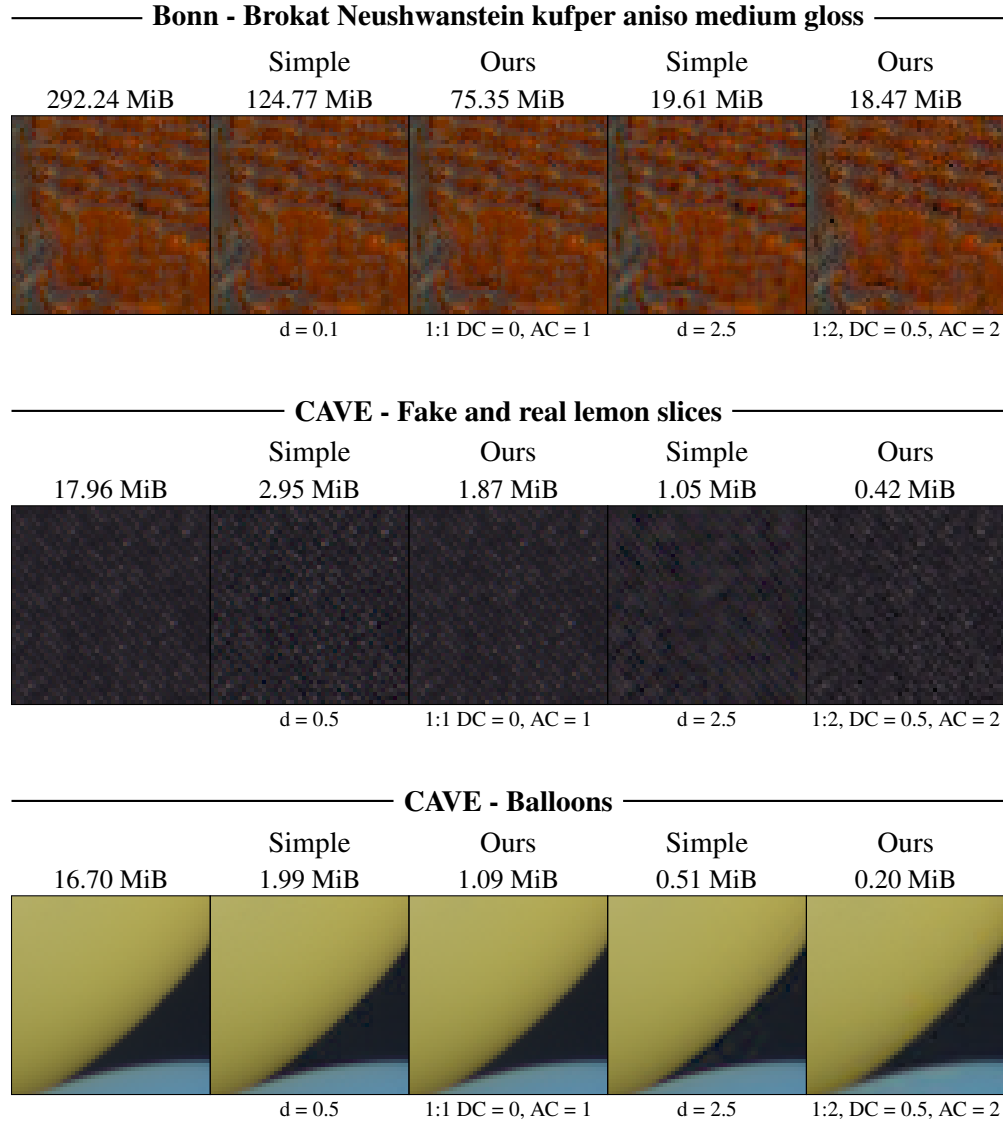 Bonn - Brokat Neushwanstein kufper aniso medium gloss
Simple Ours Simple Ours
292.24 MiB 124.77 MiB 75.35 MiB 19.61 MiB 18.47 MiB
d = 0.1 1:1 DC = 0, AC = 1 d = 2.5 1:2, DC = 0.5, AC = 2
CAVE - Fake and real lemon slices
Simple Ours Simple Ours
17.96 MiB 2.95 MiB 1.87 MiB 1.05 MiB 0.42 MiB
d = 0.5 1:1 DC = 0, AC = 1 d = 2.5 1:2, DC = 0.5, AC = 2
CAVE - Balloons
Simple Ours Simple Ours
16.70 MiB 1.99 MiB 1.09 MiB 0.51 MiB 0.20 MiB
d = 0.5 1:1 DC = 0, AC = 1 d = 2.5 1:2, DC = 0.5, AC = 2